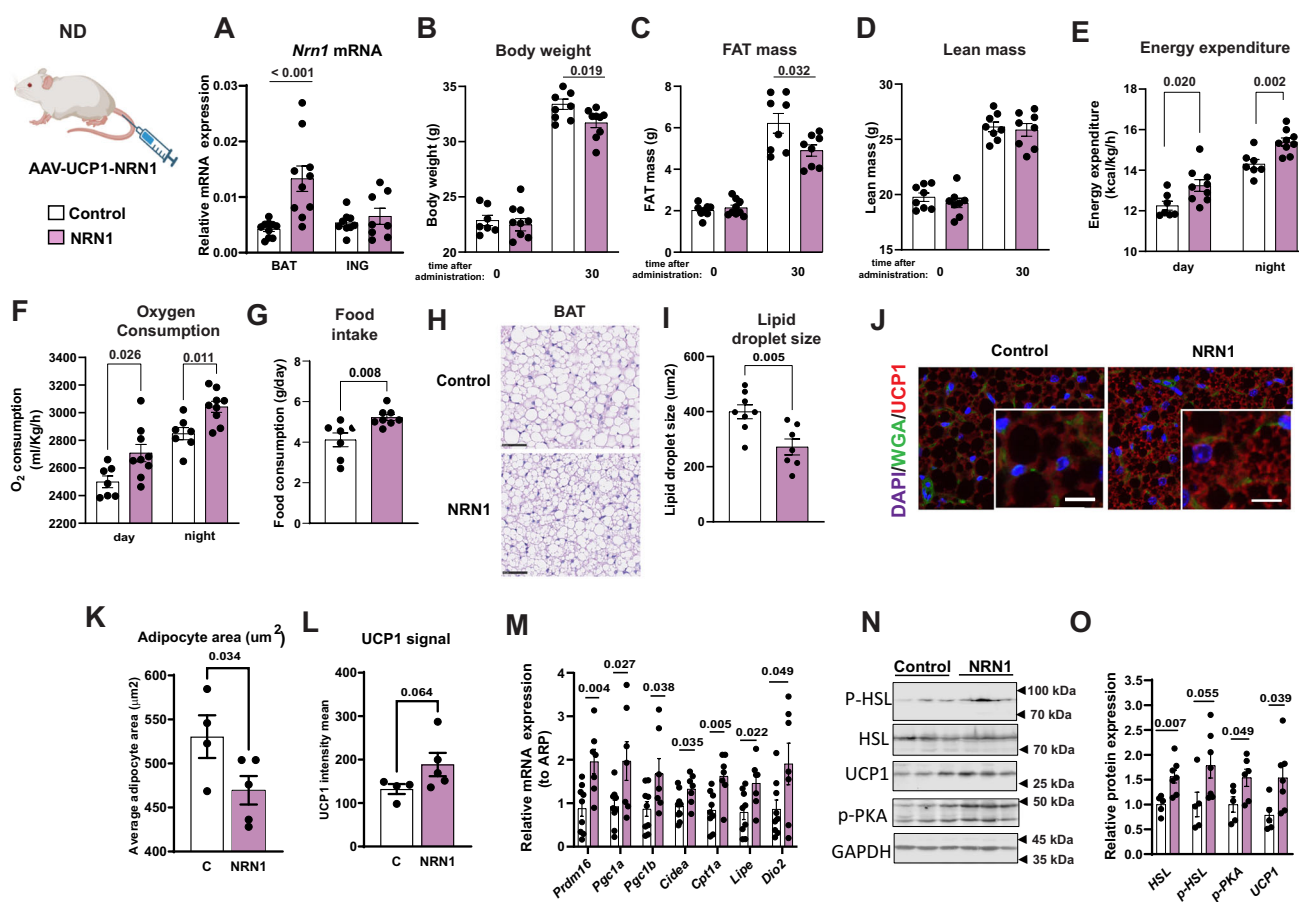 ND
AAV-UCP1-NRN1
Control
NRN1
A
Nrn1 mRNA
< 0.001
Relative mRNA expression
0.03
0.02
0.01
0.00
BAT
ING
B
Body weight
0.019
Body weight (g)
35
30
25
20
time after
administration:
0
30
C
FAT mass
0.032
FAT mass (g)
10
8
6
4
2
0
time after
administration:
0
30
D
Lean mass
Lean mass (g)
30
25
20
15
time after
administration:
0
30
E
Energy expenditure
0.020
0.002
Energy expenditure
(kcal/kg/h)
18
16
14
12
10
day
night
F
Oxygen
Consumption
0.026
0.011
O2 consumption
(ml/Kg/h)
3400
3200
3000
2800
2600
2400
2200
day
night
G
Food
intake
0.008
Food consumption (g/day)
8
6
4
2
0
H
BAT
Control
NRN1
I
Lipid
droplet size
0.005
Lipid droplet size (um2)
600
400
200
0
J
Control
NRN1
DAPI/WGA/UCP1
K
Adipocyte area (um2)
0.034
Average adipocyte area (μm2)
600
550
500
450
400
C
NRN1
L
UCP1 signal
0.064
UCP1 intensity mean
400
300
200
100
0
C
NRN1
M
0.004
0.027
0.038
0.035
0.005
0.022
0.049
Relative mRNA expression
(to ARP)
4
3
2
1
0
Prdm16
Pgc1a
Pgc1b
Cidea
Cpt1a
Lipe
Dio2
N
Control
NRN1
P-HSL
100 kDa
70 kDa
HSL
70 kDa
UCP1
25 kDa
p-PKA
50 kDa
GAPDH
45 kDa
35 kDa
O
0.007
0.055
0.049
0.039
Relative protein expression
3.5
3.0
2.5
2.0
1.5
1.0
0.5
0.0
HSL
p-HSL
p-PKA
UCP1